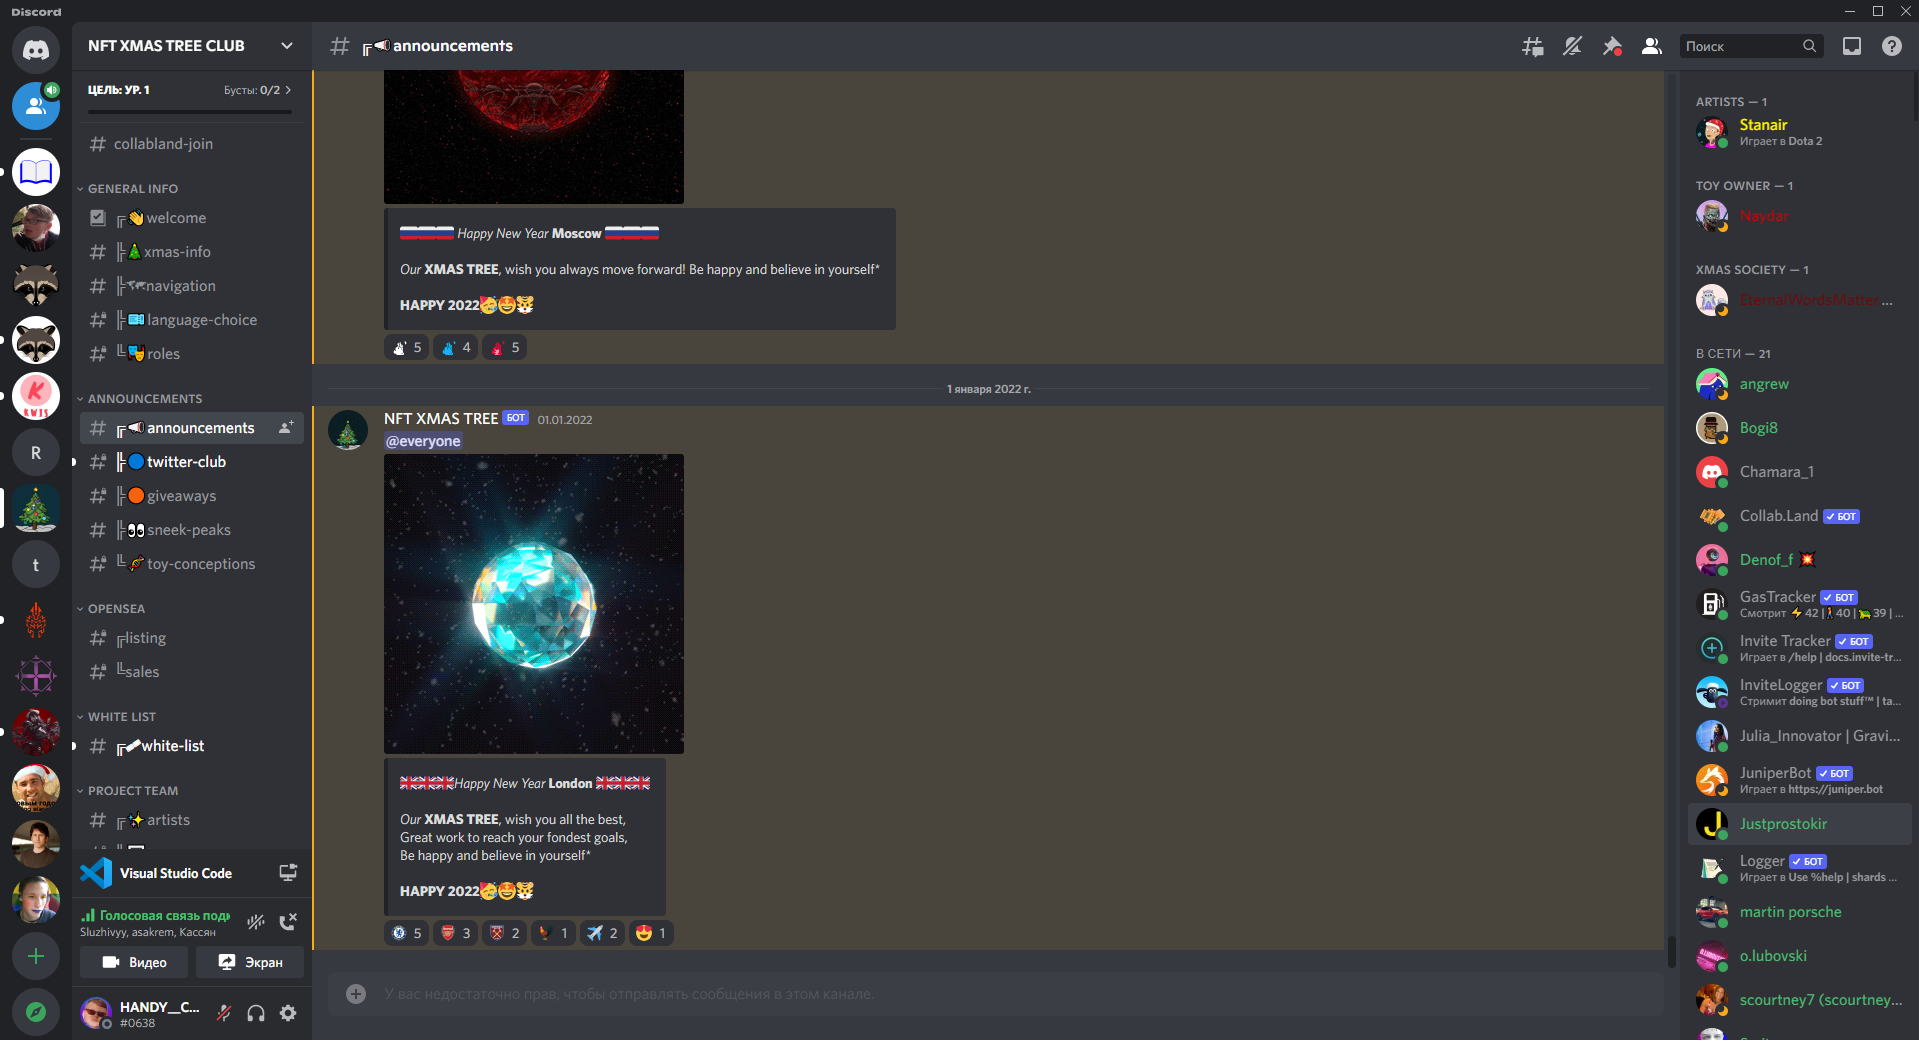 Discord
NFT XMAS TREE CLUB
ЦЕЛЬ: УР. 1
Бусты: 0/2
collabland-join
GENERAL INFO
╔👋welcome
╠🎄xmas-info
╠🗺navigation
╠language-choice
╚🎭roles
ANNOUNCEMENTS
╔📢announcements
╠🔵twitter-club
╠🟠giveaways
╠👀sneek-peaks
╚toy-conceptions
OPENSEA
╔listing
╚sales
WHITE LIST
╔white-list
PROJECT TEAM
╔✨artists
Visual Studio Code
Голосовая связь подк
Sluzhivyy, asakrem, Кассян
Видео
Экран
HANDY__C...
#0638
R
t
KWJS
╔📢announcements
Поиск
🇷🇺🇷🇺🇷🇺 Happy New Year Moscow 🇷🇺🇷🇺🇷🇺
Our XMAS TREE, wish you always move forward! Be happy and believe in yourself*
HAPPY 2022🥳🤩🐯
5 4 5
1 января 2022 г.
NFT XMAS TREE БОТ 01.01.2022
@everyone
🇬🇧🇬🇧🇬🇧Happy New Year London 🇬🇧🇬🇧🇬🇧
Our XMAS TREE, wish you all the best,
Great work to reach your fondest goals,
Be happy and believe in yourself*
HAPPY 2022🥳🤩🐯
5 3 2 1 2 1
У вас недостаточно прав, чтобы отправлять сообщения в этом канале.
ARTISTS — 1
Stanair
Играет в Dota 2
TOY OWNER — 1
Naydar
XMAS SOCIETY — 1
EternalWordsMatter ...
В СЕТИ — 21
angrew
Bogi8
Chamara_1
Collab.Land ✓ БОТ
Denof_f 💥
GasTracker ✓ БОТ
Смотрит ⚡42 |🚶40 |🐢39 | ...
Invite Tracker ✓ БОТ
Играет в /help | docs.invite-tr...
InviteLogger ✓ БОТ
Стримит doing bot stuff™ | ta...
Julia_Innovator | Gravi...
JuniperBot ✓ БОТ
Играет в https://juniper.bot
Justprostokir
Logger ✓ БОТ
Играет в Use %help | shards ...
martin porsche
o.lubovski
scourtney7 (scourtney...